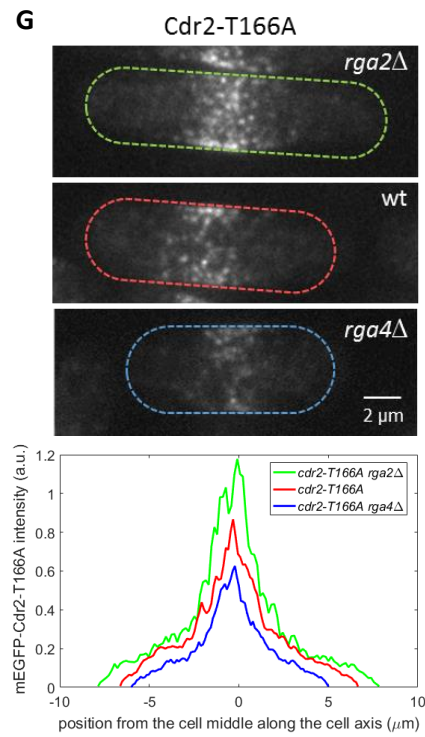 G
Cdr2-T166A
rga2Δ
wt
rga4Δ
2 μm
mEGFP-Cdr2-T166A intensity (a.u.)
1.2
1
0.8
0.6
0.4
0.2
0
cdr2-T166A rga2Δ
cdr2-T166A
cdr2-T166A rga4Δ
-10 -5 0 5 10
position from the cell middle along the cell axis (μm)